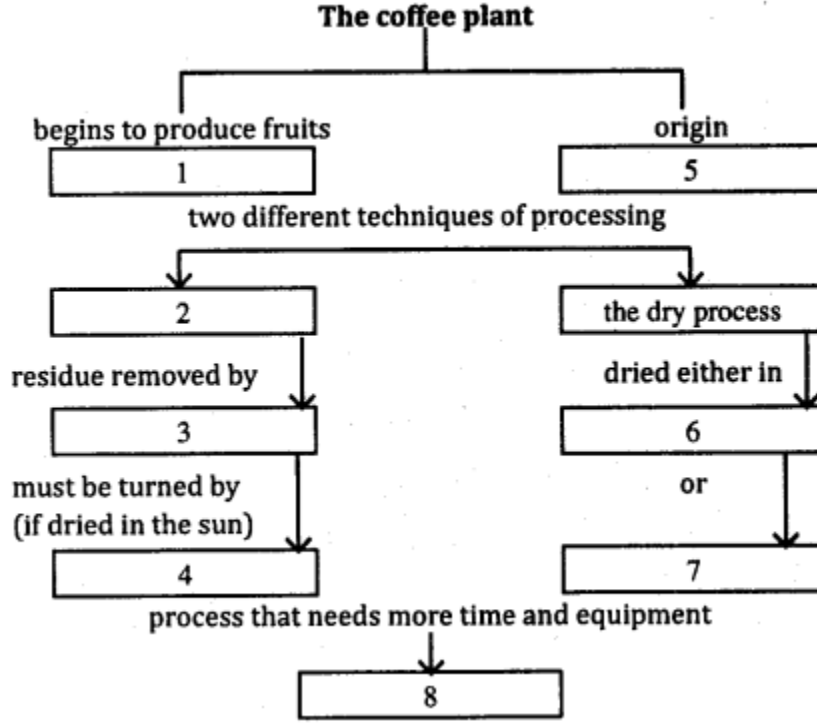 The coffee plant
begins to produce fruits
origin
1
5
two different techniques of processing
2
the dry process
residue removed by
dried either in
3
6
must be turned by
(if dried in the sun)
or
4
7
process that needs more time and equipment
8